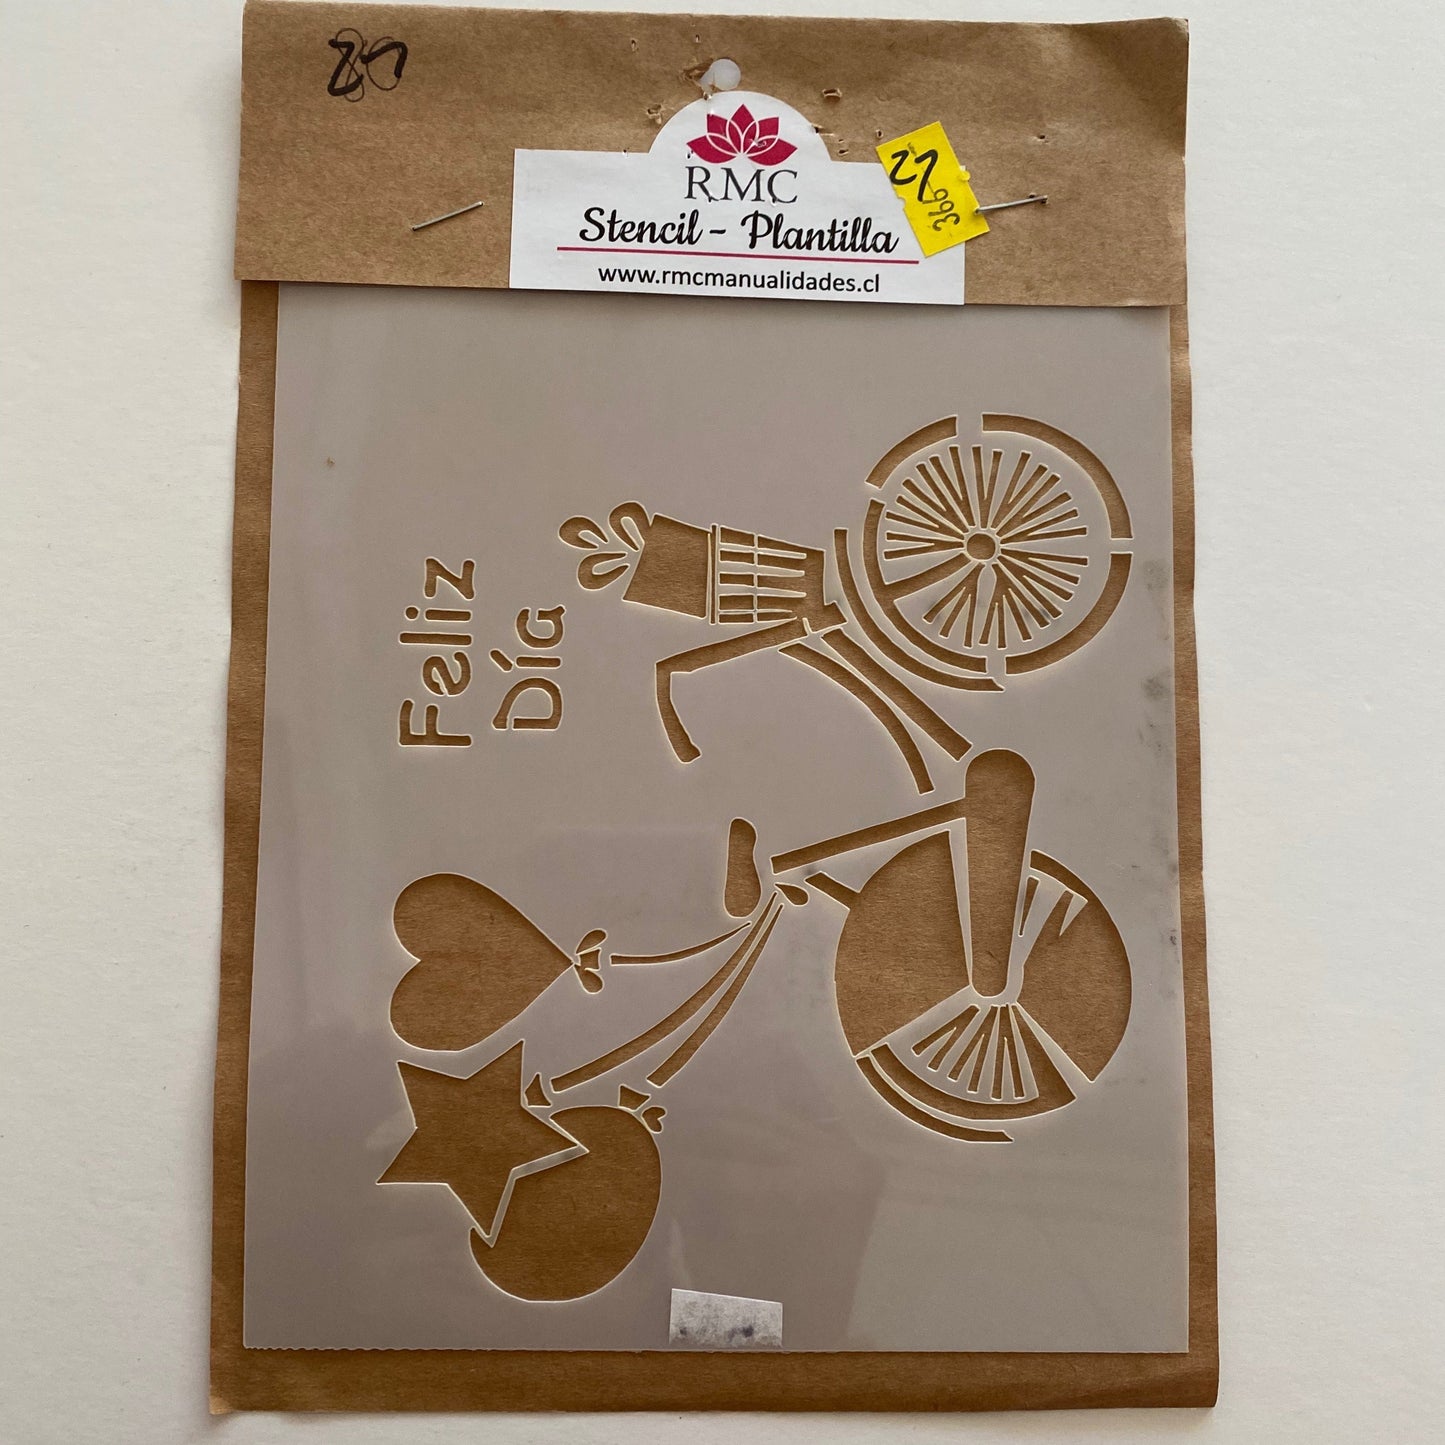 RMC
Stencil - Plantilla
www.rmcmanualidades.cl
27
Feliz
Día